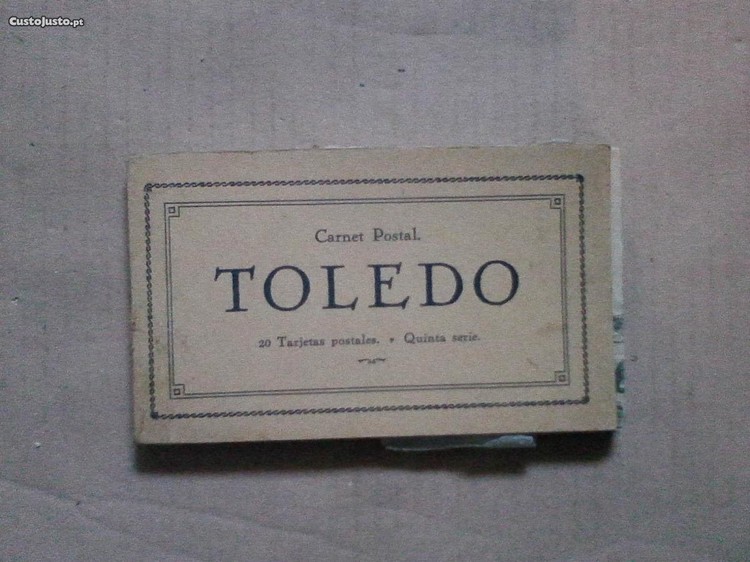 CustoJusto.pt
Carnet Postal.
TOLEDO
20 Tarjetas postales. • Quinta serie.